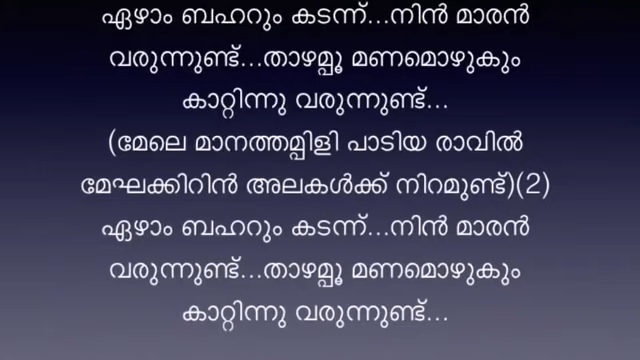 ഏഴാം ബഹറും കടന്ന്...നിൻ മാരൻ
വരുന്നുണ്ട്...താഴമ്പൂ മണമൊഴുകും
കാറ്റിന്നു വരുന്നുണ്ട്...
(മേലെ മാനത്തമ്പിളി പാടിയ രാവിൽ
മേഘക്കിറിൻ അലകൾക്ക് നിറമുണ്ട്)(2)
ഏഴാം ബഹറും കടന്ന്...നിൻ മാരൻ
വരുന്നുണ്ട്...താഴമ്പൂ മണമൊഴുകും
കാറ്റിന്നു വരുന്നുണ്ട്...